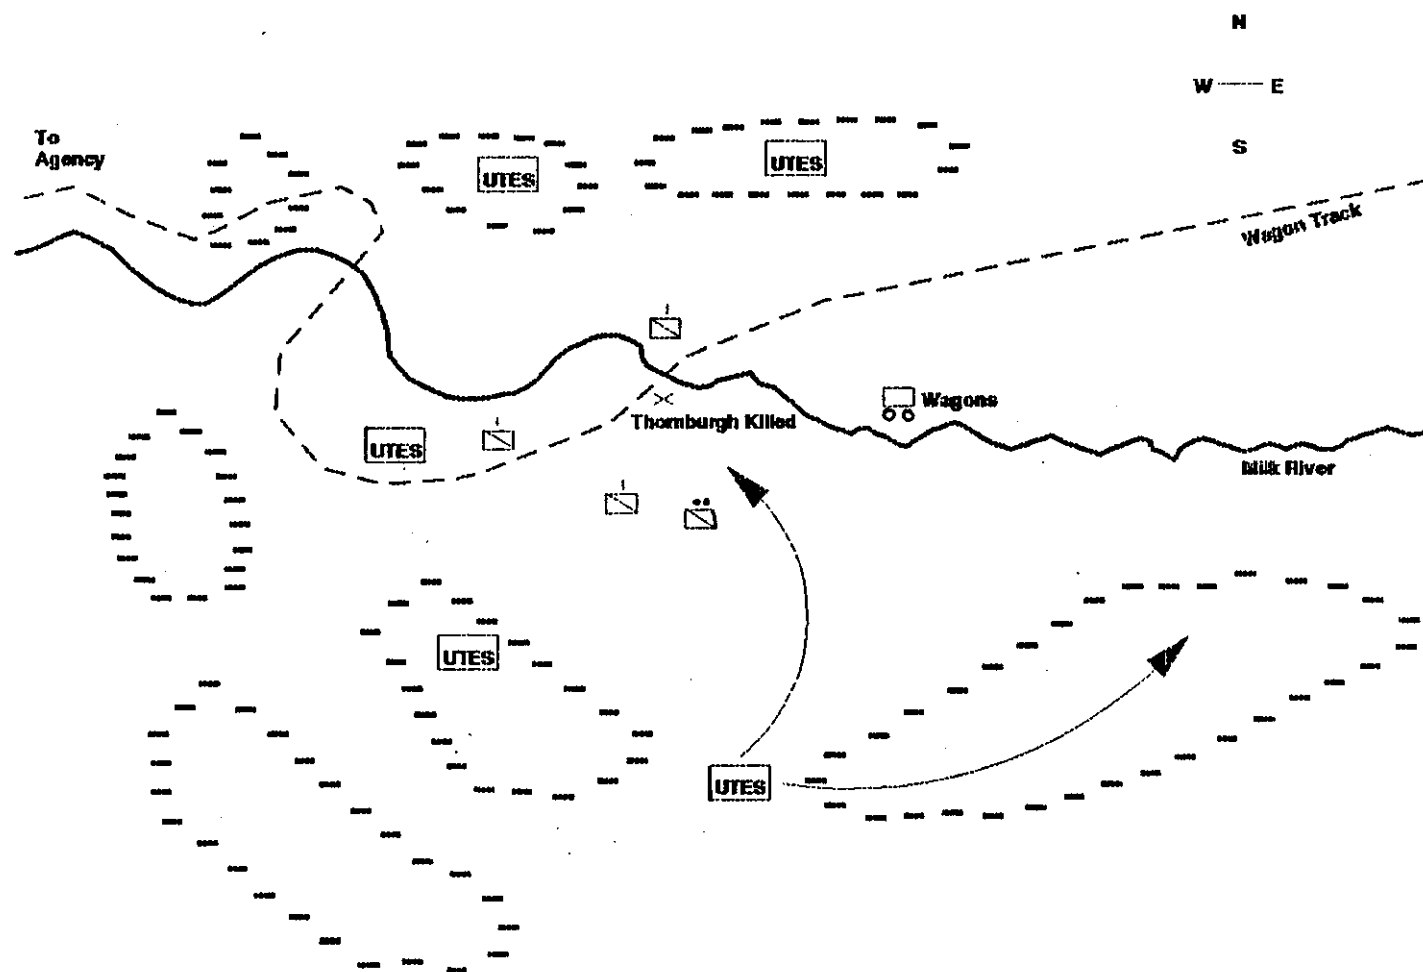 N
W E
S
To
Agency
UTES
UTES
Wagon Track
Wagons
Thornburgh Killed
UTES
Milk River
UTES
UTES